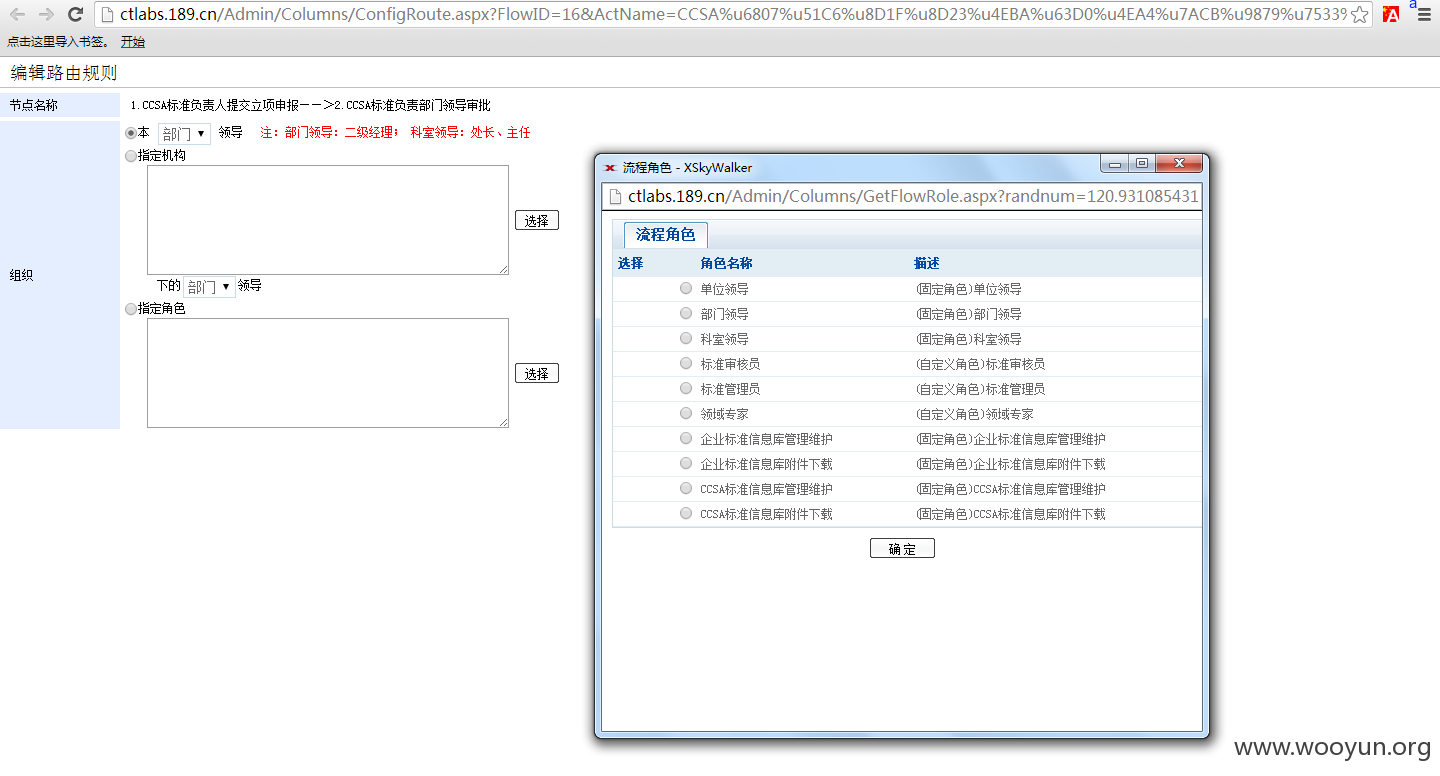 ctlabs.189.cn/Admin/Columns/ConfigRoute.aspx?FlowID=16&ActName=CCSA%u6807%u51C6%u8D1F%u8D23%u4EBA%u63D0%u4EA4%u7ACB%u9879%u7533%
a
点击这里导入书签。 开始
编辑路由规则
节点名称 1.CCSA标准负责人提交立项申报——>2.CCSA标准负责部门领导审批
本 部门 领导 注：部门领导：二级经理； 科室领导：处长、主任
指定机构
选择
组织
下的 部门 领导
指定角色
选择
流程角色 - XSkyWalker
ctlabs.189.cn/Admin/Columns/GetFlowRole.aspx?randnum=120.931085431
流程角色
选择 角色名称 描述
单位领导 (固定角色)单位领导
部门领导 (固定角色)部门领导
科室领导 (固定角色)科室领导
标准审核员 (自定义角色)标准审核员
标准管理员 (自定义角色)标准管理员
领域专家 (自定义角色)领域专家
企业标准信息库管理维护 (固定角色)企业标准信息库管理维护
企业标准信息库附件下载 (固定角色)企业标准信息库附件下载
CCSA标准信息库管理维护 (固定角色)CCSA标准信息库管理维护
CCSA标准信息库附件下载 (固定角色)CCSA标准信息库附件下载
确定
www.wooyun.org